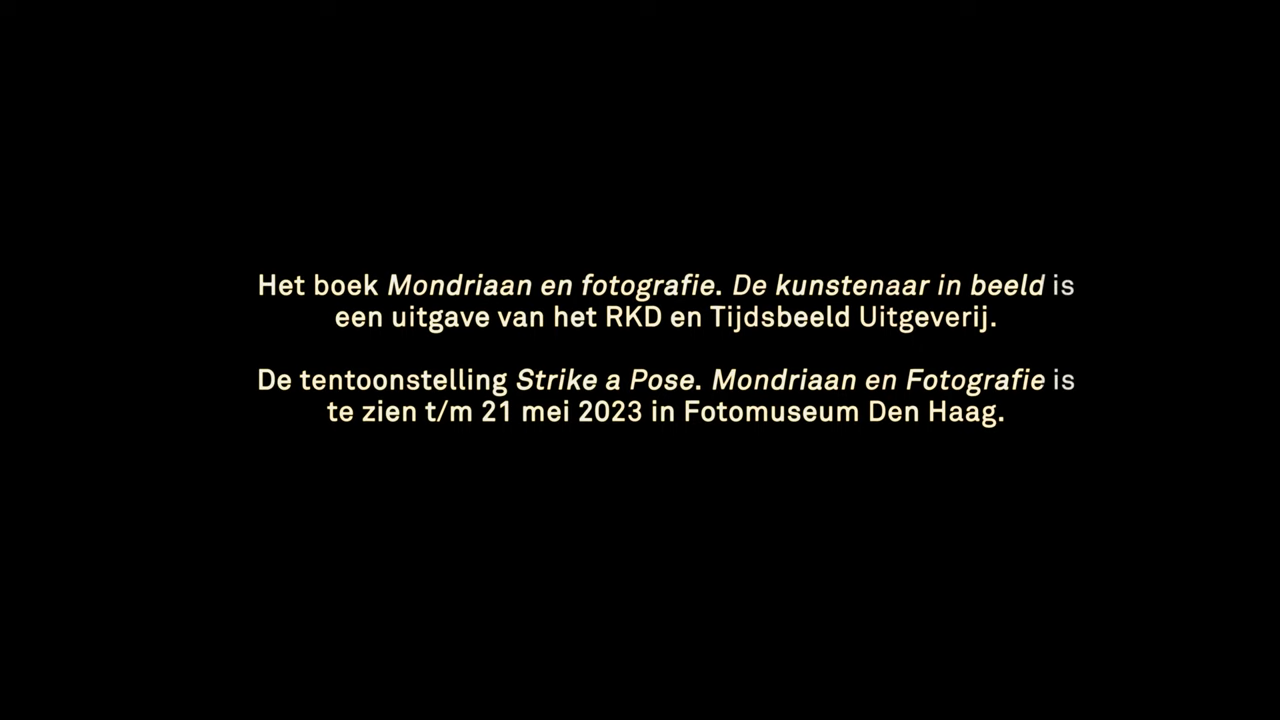 Het boek Mondriaan en fotografie. De kunstenaar in beeld is
een uitgave van het RKD en Tijdsbeeld Uitgeverij.
De tentoonstelling Strike a Pose. Mondriaan en Fotografie is
te zien t/m 21 mei 2023 in Fotomuseum Den Haag.